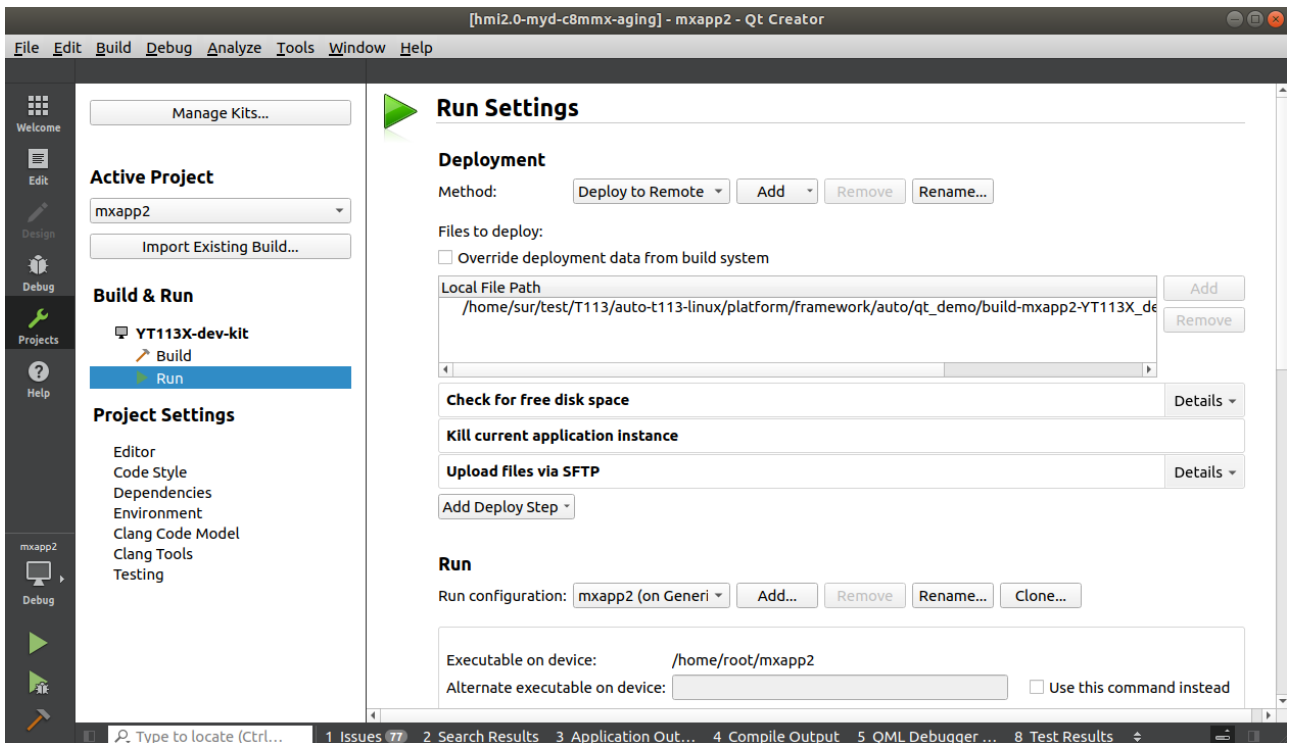 [hmi2.0-myd-c8mmx-aging] - mxapp2 - Qt Creator
File Edit Build Debug Analyze Tools Window Help
Welcome
Edit
Design
Debug
Projects
Help
mxapp2
Debug
Manage Kits...
Active Project
mxapp2
Import Existing Build...
Build & Run
YT113X-dev-kit
Build
Run
Project Settings
Editor
Code Style
Dependencies
Environment
Clang Code Model
Clang Tools
Testing
Run Settings
Deployment
Method: Deploy to Remote Add Remove Rename...
Files to deploy:
Override deployment data from build system
Local File Path Add
/home/sur/test/T113/auto-t113-linux/platform/framework/auto/qt_demo/build-mxapp2-YT113X_de Remove
Check for free disk space Details
Kill current application instance
Upload files via SFTP Details
Add Deploy Step
Run
Run configuration: mxapp2 (on Generi Add... Remove Rename... Clone...
Executable on device: /home/root/mxapp2
Alternate executable on device: Use this command instead
Type to locate (Ctrl... 1 Issues 77 2 Search Results 3 Application Out... 4 Compile Output 5 QML Debugger ... 8 Test Results